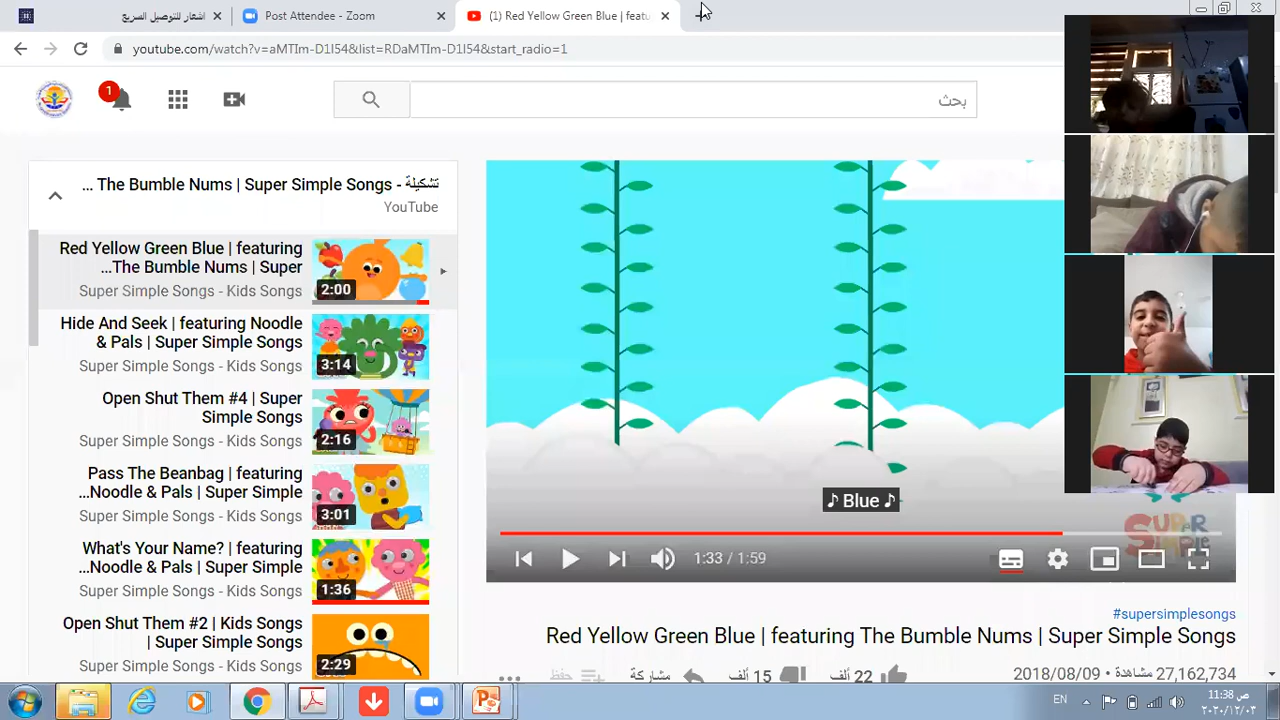 اشعار للتوصيل السريع
Post Attendee - Zoom
(1) Red Yellow Green Blue | featu
youtube.com/watch?v=aMTIm-D1I54&list=RDaMTIm-D1I54&start_radio=1
1
بحث
تشكيلة - The Bumble Nums | Super Simple Songs ...
YouTube
Red Yellow Green Blue | featuring
...The Bumble Nums | Super
Super Simple Songs - Kids Songs
2:00
Hide And Seek | featuring Noodle
& Pals | Super Simple Songs
Super Simple Songs - Kids Songs
3:14
Open Shut Them #4 | Super
Simple Songs
Super Simple Songs - Kids Songs
2:16
Pass The Beanbag | featuring
...Noodle & Pals | Super Simple
Super Simple Songs - Kids Songs
3:01
What's Your Name? | featuring
...Noodle & Pals | Super Simple
Super Simple Songs - Kids Songs
1:36
Open Shut Them #2 | Kids Songs
| Super Simple Songs
Super Simple Songs - Kids Songs
2:29
♪ Blue ♪
SUPER
SIMPLE
1:33 / 1:59
#supersimplesongs
Red Yellow Green Blue | featuring The Bumble Nums | Super Simple Songs
27,162,734 مشاهدة • 2018/08/09
22 ألف
15 ألف
مشاركة
حفظ
EN
11:38 ص
٢٠٢٠/١٢/٠٣